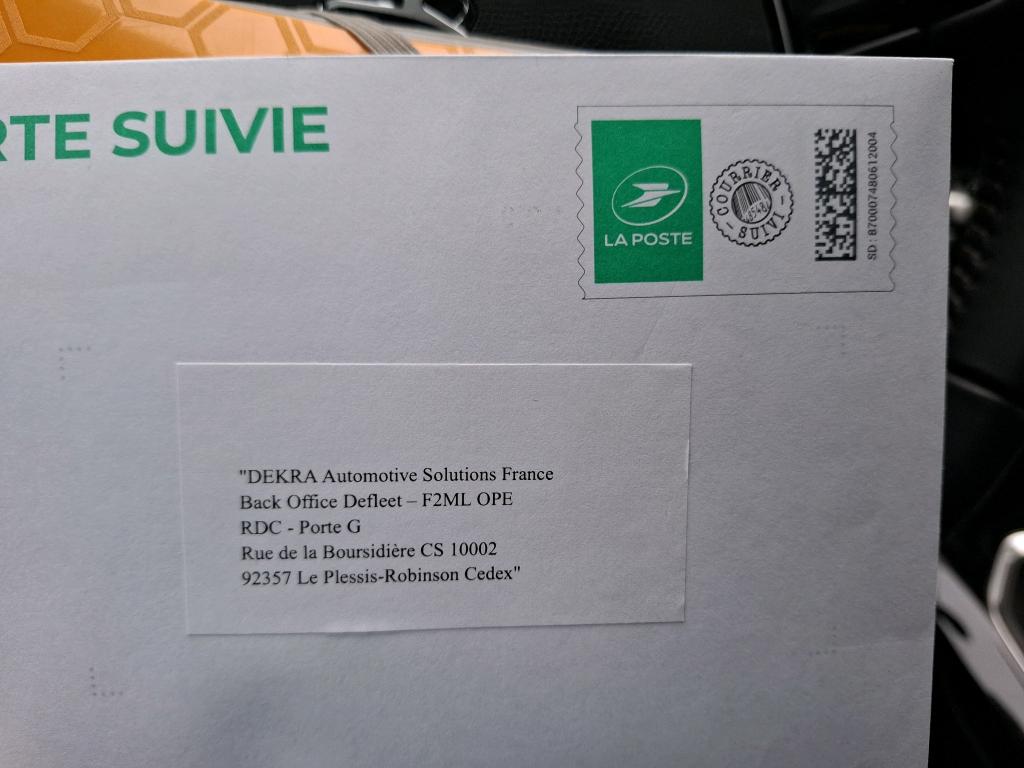 RTE SUIVIE
LA POSTE
COURRIER
SUIVI
SD : 870007480612004
"DEKRA Automotive Solutions France
Back Office Defleet – F2ML OPE
RDC - Porte G
Rue de la Boursidière CS 10002
92357 Le Plessis-Robinson Cedex"